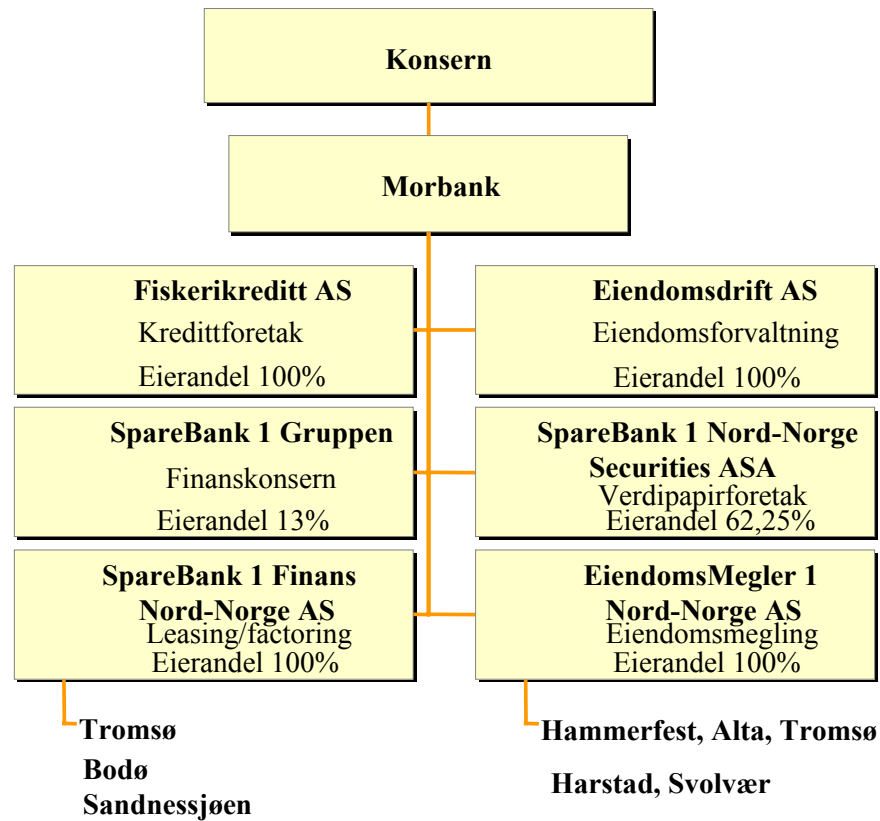 Konsern
Morbank
Fiskerikreditt AS
Kredittforetak
Eierandel 100%
Eiendomsdrift AS
Eiendomsforvaltning
Eierandel 100%
SpareBank 1 Gruppen
Finanskonsern
Eierandel 13%
SpareBank 1 Nord-Norge
Securities ASA
Verdipapirforetak
Eierandel 62,25%
SpareBank 1 Finans
Nord-Norge AS
Leasing/factoring
Eierandel 100%
EiendomsMegler 1
Nord-Norge AS
Eiendomsmegling
Eierandel 100%
Tromsø
Bodø
Sandnessjøen
Hammerfest, Alta, Tromsø
Harstad, Svolvær